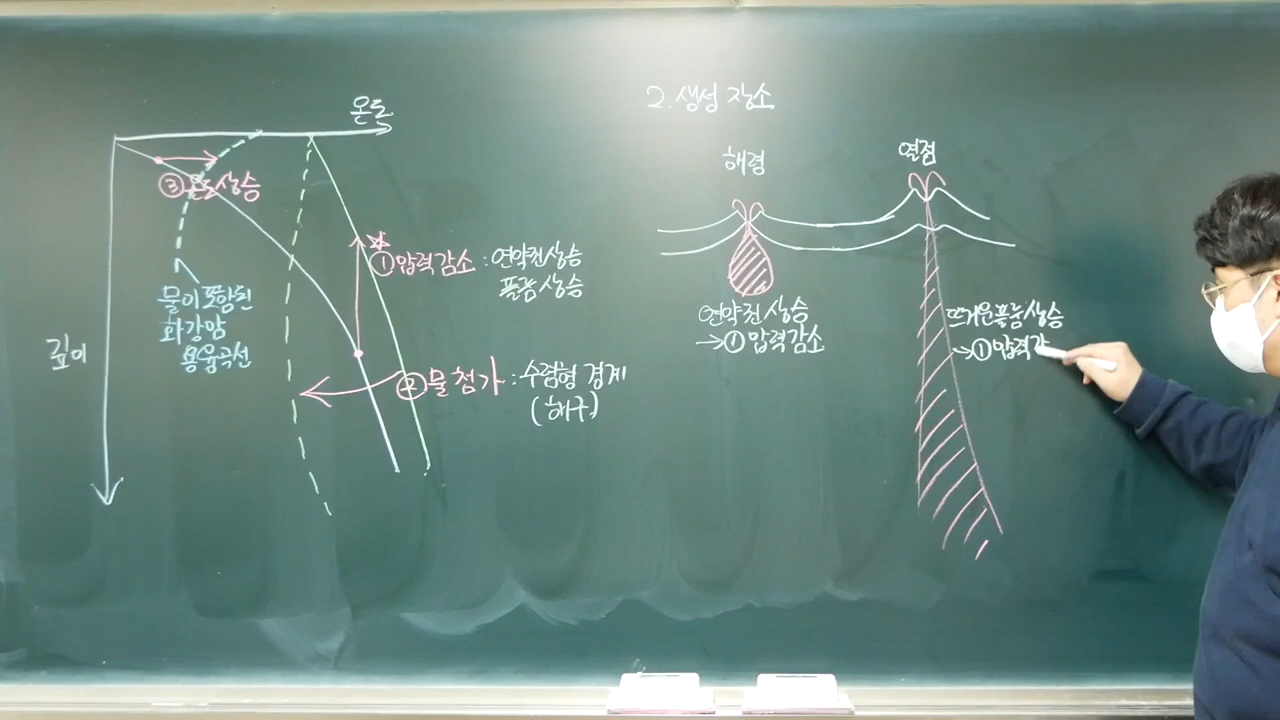 온도
③ 온도상승
물이 포함된
화강암
용융곡선
깊이
① 압력감소 : 연약권상승
플룸 상승
② 물 첨가 : 수렴형 경계
(해구)
2. 생성 장소
해령
연약권 상승
→① 압력감소
열점
뜨거운플룸상승
→① 압력감